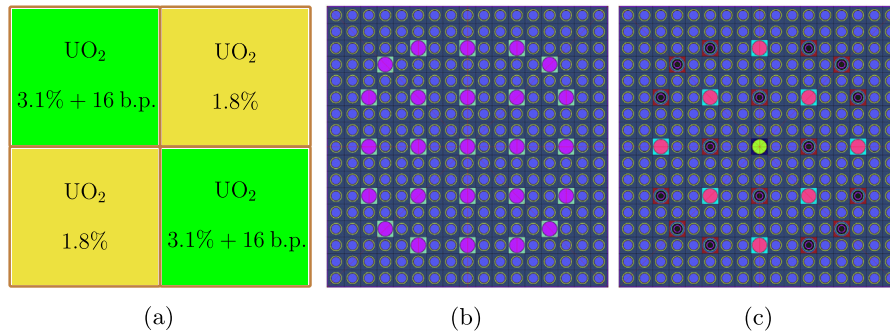 UO₂
3.1% + 16 b.p.
UO₂
1.8%
UO₂
1.8%
UO₂
3.1% + 16 b.p.
(a)
(b)
(c)